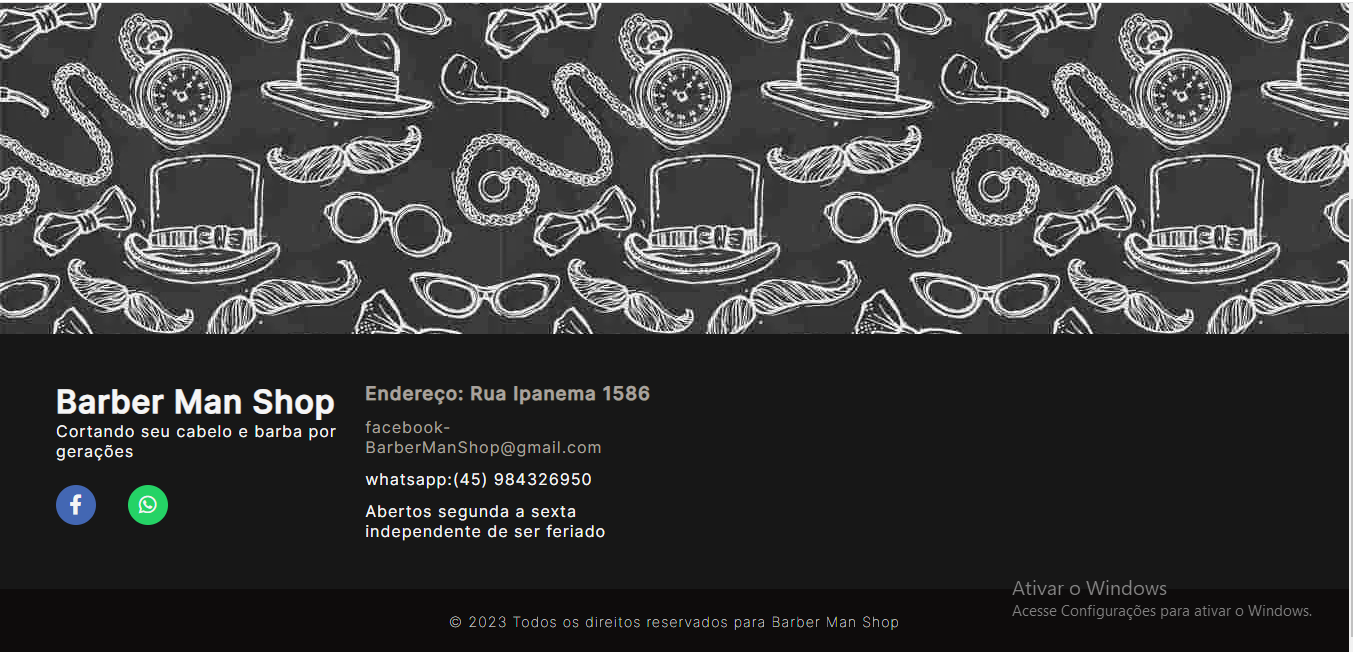 Barber Man Shop
Cortando seu cabelo e barba por
gerações
Endereço: Rua Ipanema 1586
facebook-
BarberManShop@gmail.com
whatsapp:(45) 984326950
Abertos segunda a sexta
independente de ser feriado
Ativar o Windows
Acesse Configurações para ativar o Windows.
© 2023 Todos os direitos reservados para Barber Man Shop